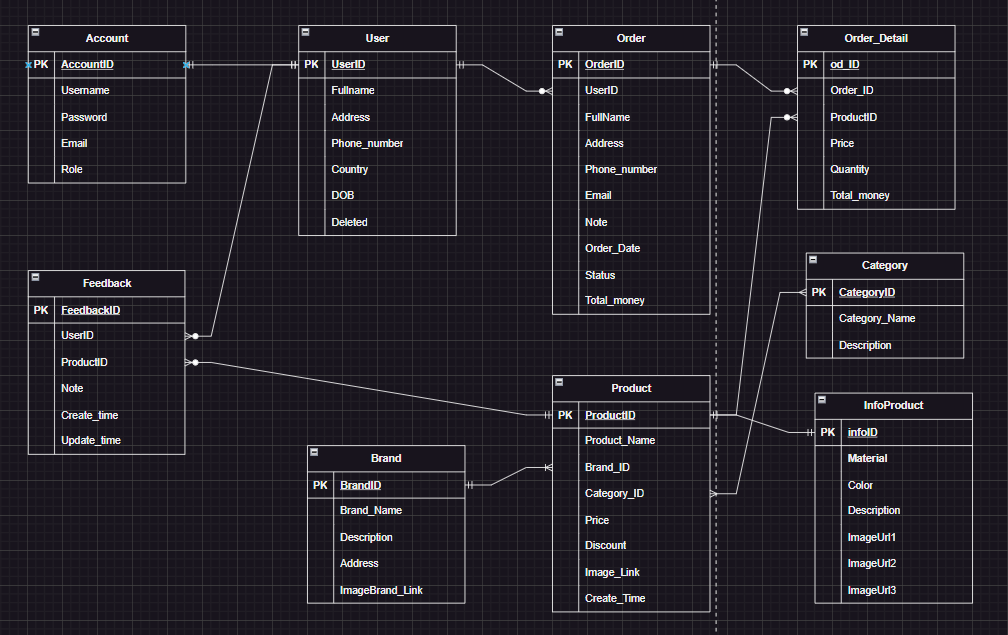 Account
PK AccountID
Username
Password
Email
Role
User
PK UserID
Fullname
Address
Phone_number
Country
DOB
Deleted
Order
PK OrderID
UserID
FullName
Address
Phone_number
Email
Note
Order_Date
Status
Total_money
Order_Detail
PK od_ID
Order_ID
ProductID
Price
Quantity
Total_money
Feedback
PK FeedbackID
UserID
ProductID
Note
Create_time
Update_time
Category
PK CategoryID
Category_Name
Description
Brand
PK BrandID
Brand_Name
Description
Address
ImageBrand_Link
Product
PK ProductID
Product_Name
Brand_ID
Category_ID
Price
Discount
Image_Link
Create_Time
InfoProduct
PK infoID
Material
Color
Description
ImageUrl1
ImageUrl2
ImageUrl3